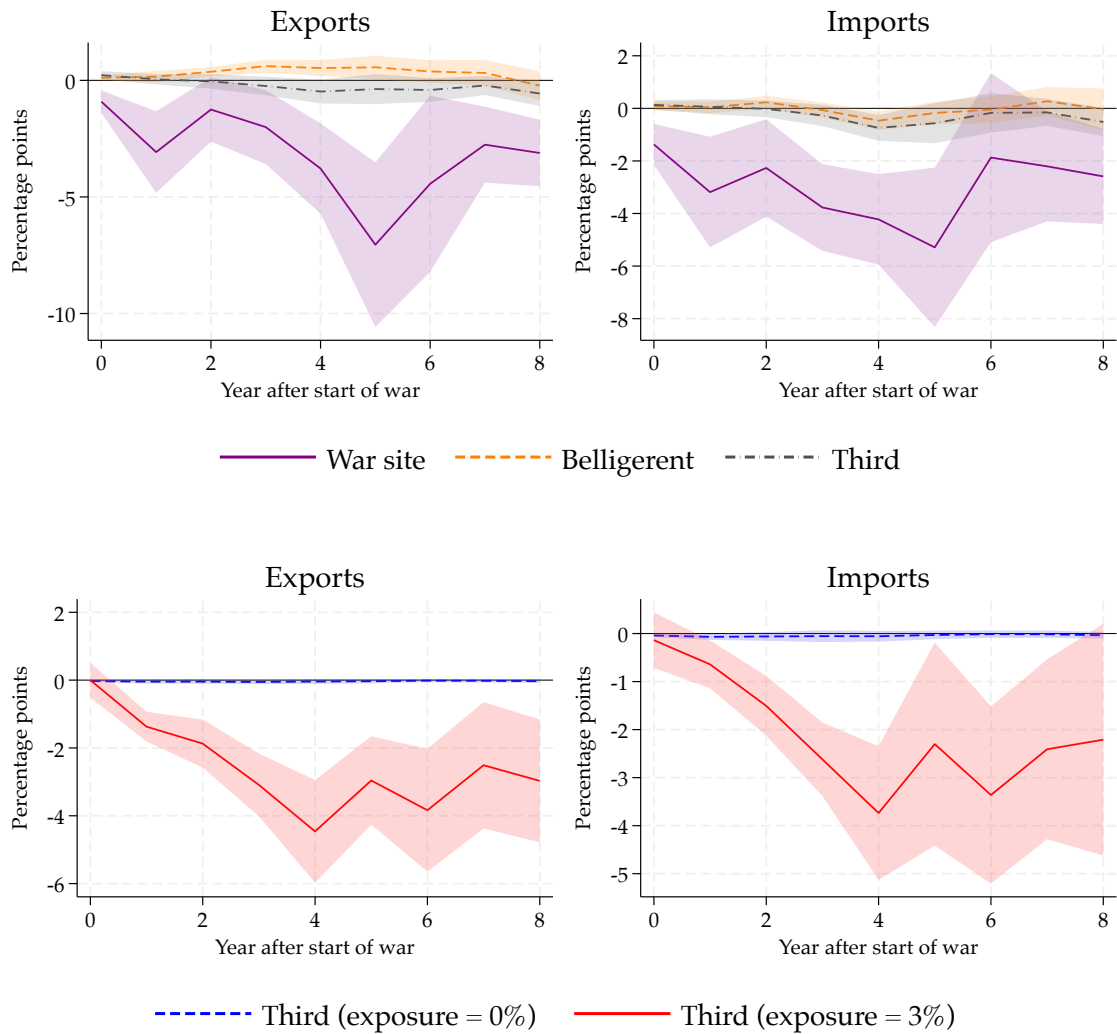 Exports
Imports
Percentage points
0
-5
-10
0 2 4 6 8
Year after start of war
Percentage points
2
0
-2
-4
-6
-8
0 2 4 6 8
Year after start of war
War site Belligerent Third
Exports
Imports
Percentage points
2
0
-2
-4
-6
0 2 4 6 8
Year after start of war
Percentage points
0
-1
-2
-3
-4
-5
0 2 4 6 8
Year after start of war
Third (exposure = 0%) Third (exposure = 3%)